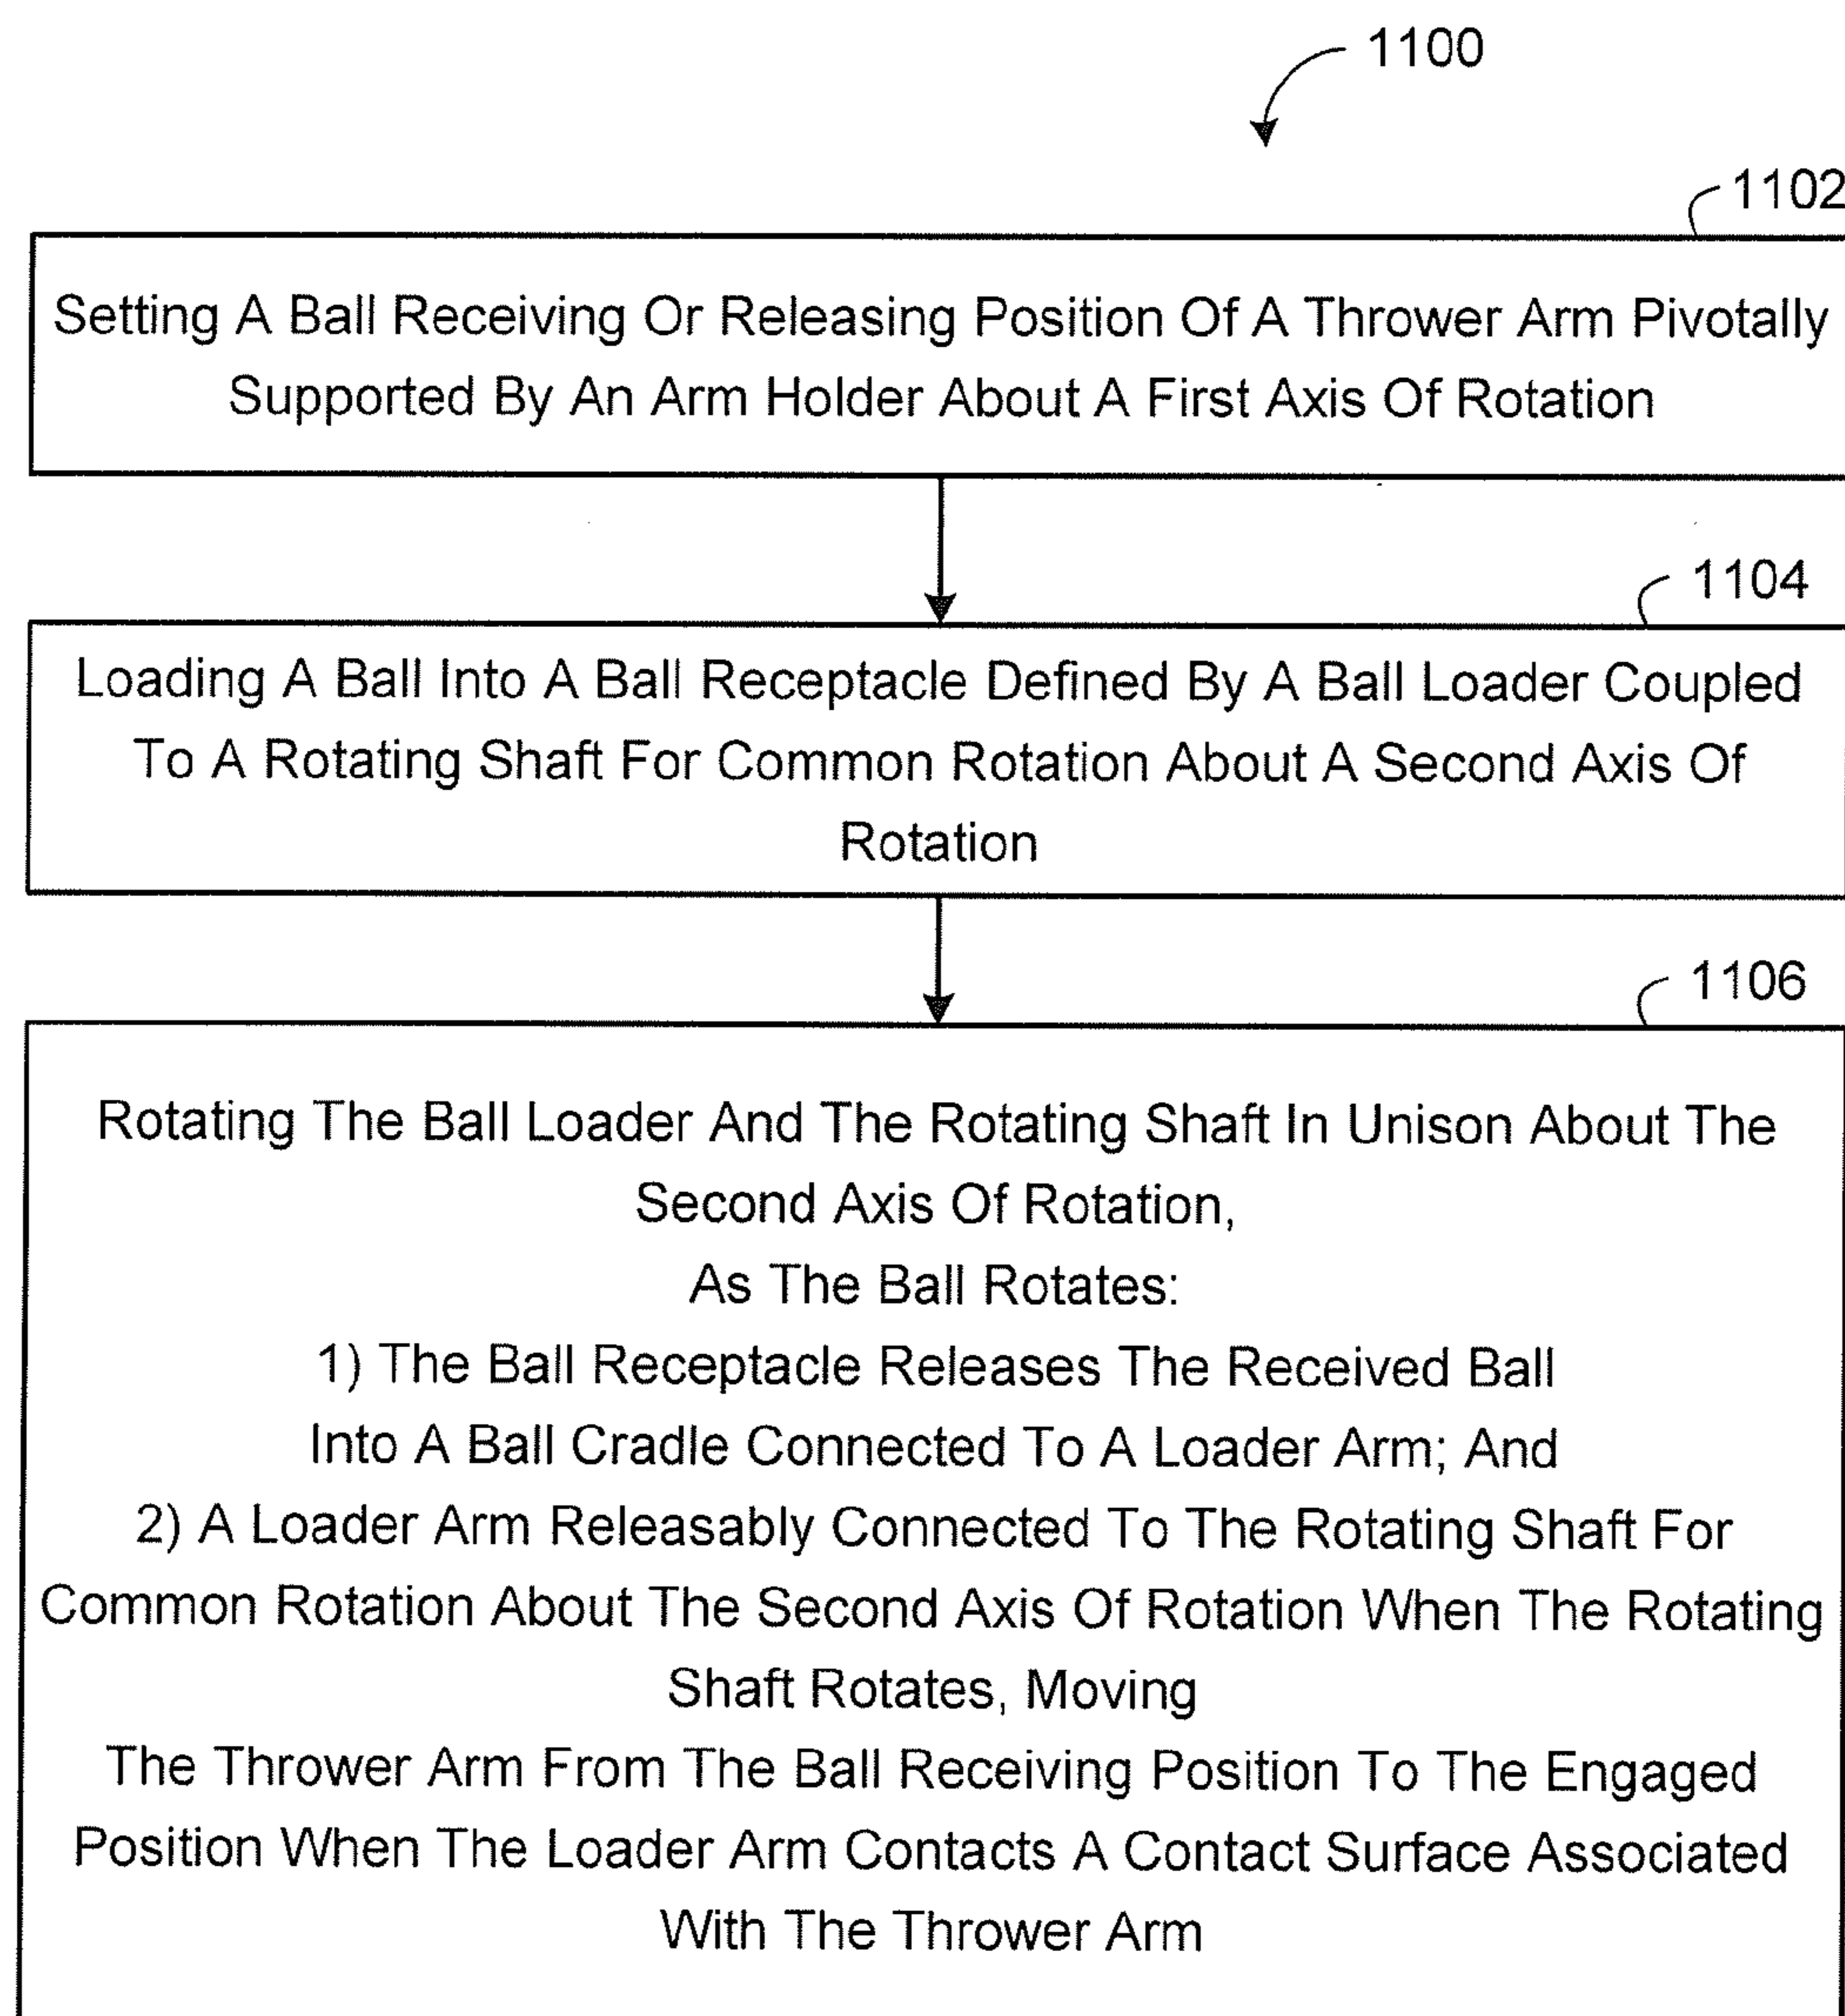 1100
1102
Setting A Ball Receiving Or Releasing Position Of A Thrower Arm Pivotally
Supported By An Arm Holder About A First Axis Of Rotation
1104
Loading A Ball Into A Ball Receptacle Defined By A Ball Loader Coupled
To A Rotating Shaft For Common Rotation About A Second Axis Of
Rotation
1106
Rotating The Ball Loader And The Rotating Shaft In Unison About The
Second Axis Of Rotation,
As The Ball Rotates:
1) The Ball Receptacle Releases The Received Ball
Into A Ball Cradle Connected To A Loader Arm; And
2) A Loader Arm Releasably Connected To The Rotating Shaft For
Common Rotation About The Second Axis Of Rotation When The Rotating
Shaft Rotates, Moving
The Thrower Arm From The Ball Receiving Position To The Engaged
Position When The Loader Arm Contacts A Contact Surface Associated
With The Thrower Arm